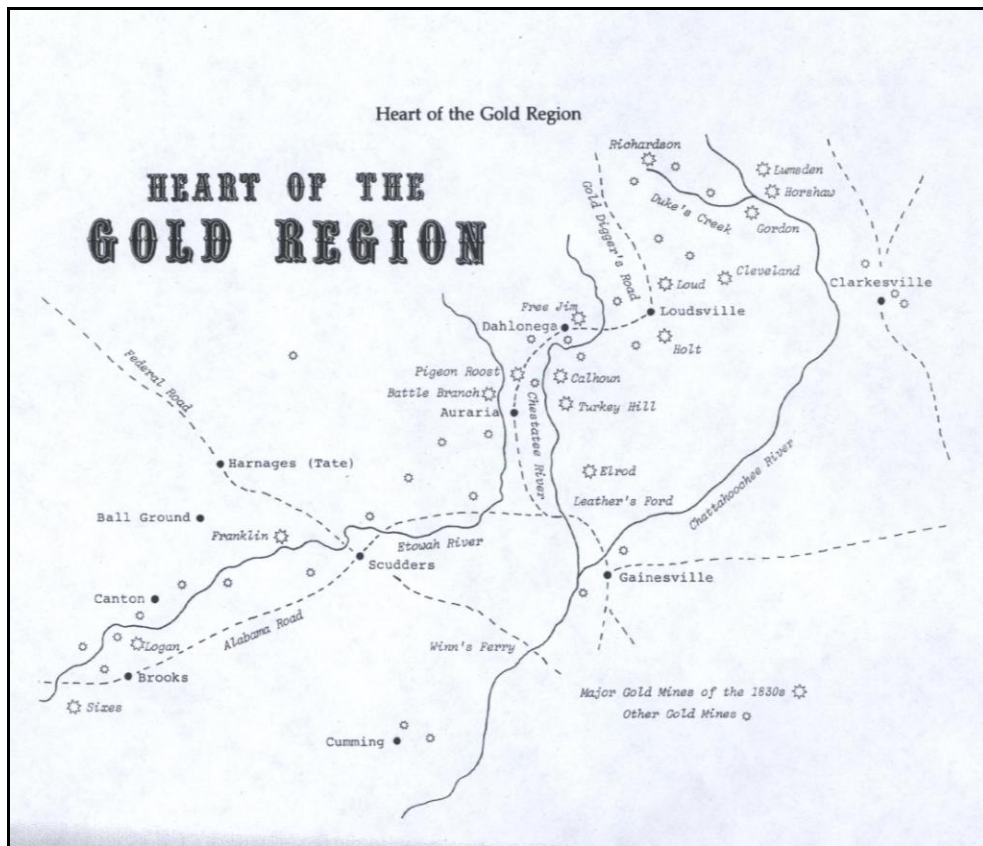 Heart of the Gold Region
HEART OF THE
GOLD REGION
Richardson
Lumsden
Horshaw
Duke's Creek
Gordon
Gold Digger's Road
Cleveland
Loud
Clarkesville
Free Jim
Dahlonega
Loudsville
Holt
Federal Road
Pigeon Roost
Calhoun
Battle Branch
Turkey Hill
Auraria
Chestatee River
Harnages (Tate)
Elrod
Chattahoochee River
Leather's Ford
Ball Ground
Franklin
Etowah River
Scudders
Gainesville
Canton
Alabama Road
Logan
Winn's Ferry
Brooks
Major Gold Mines of the 1830s
Sixes
Other Gold Mines
Cumming